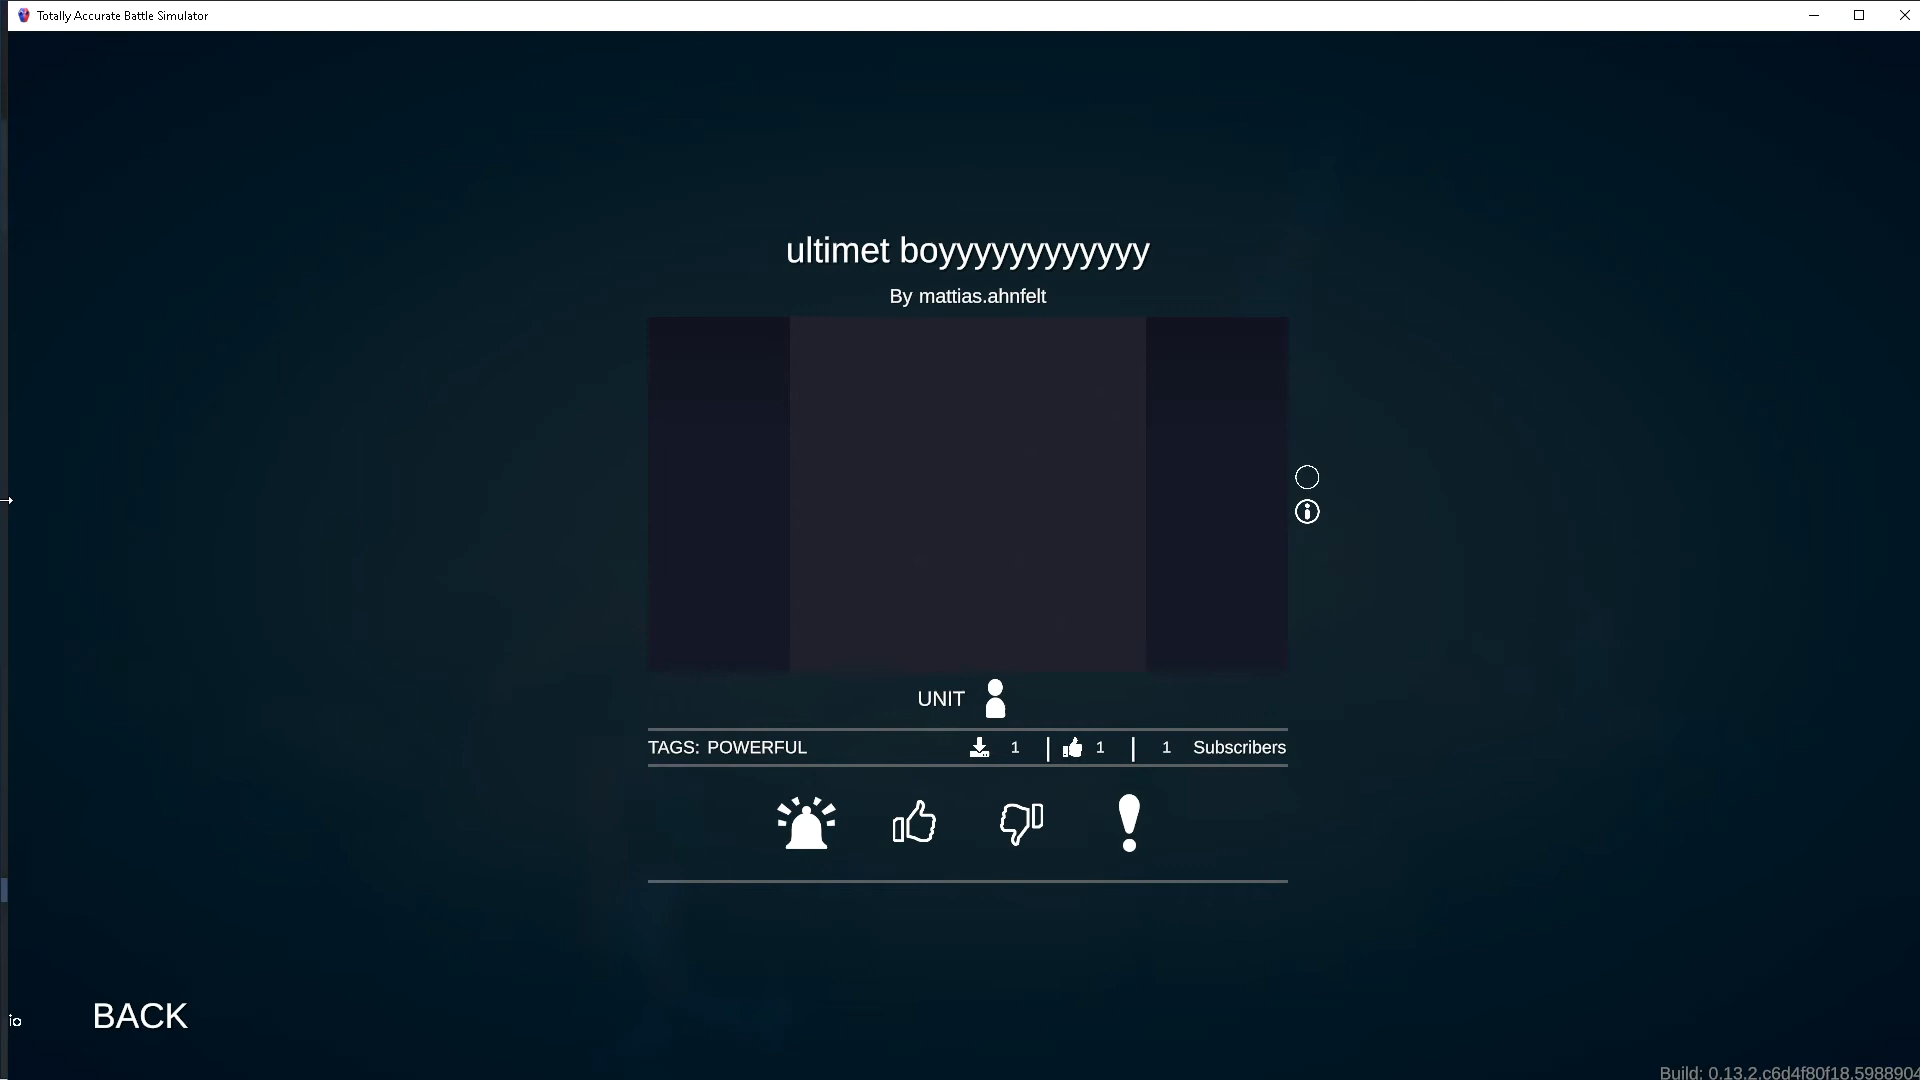 Totally Accurate Battle Simulator
ultimet boyyyyyyyyyyyy
By mattias.ahnfelt
UNIT
TAGS: POWERFUL 1 | 1 | 1 Subscribers
BACK
io
Build: 0.13.2.c6d4f80f18.5988904